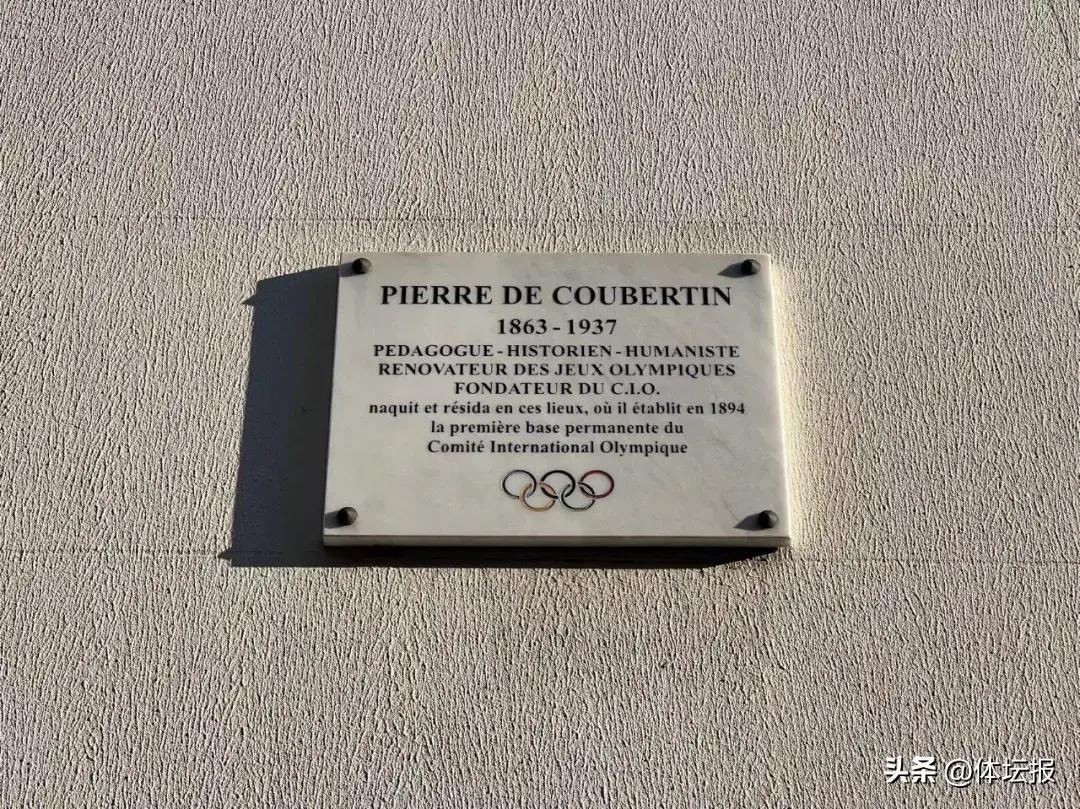 PIERRE DE COUBERTIN
1863-1937
PEDAGOGUE-HISTORIEN-HUMANISTE
RENOVATEUR DES JEUX OLYMPIQUES
FONDATEUR DU C.I.O.
naquit et résida en ces lieux, où il établit en 1894
la première base permanente du
Comité International Olympique
头条 @体坛报